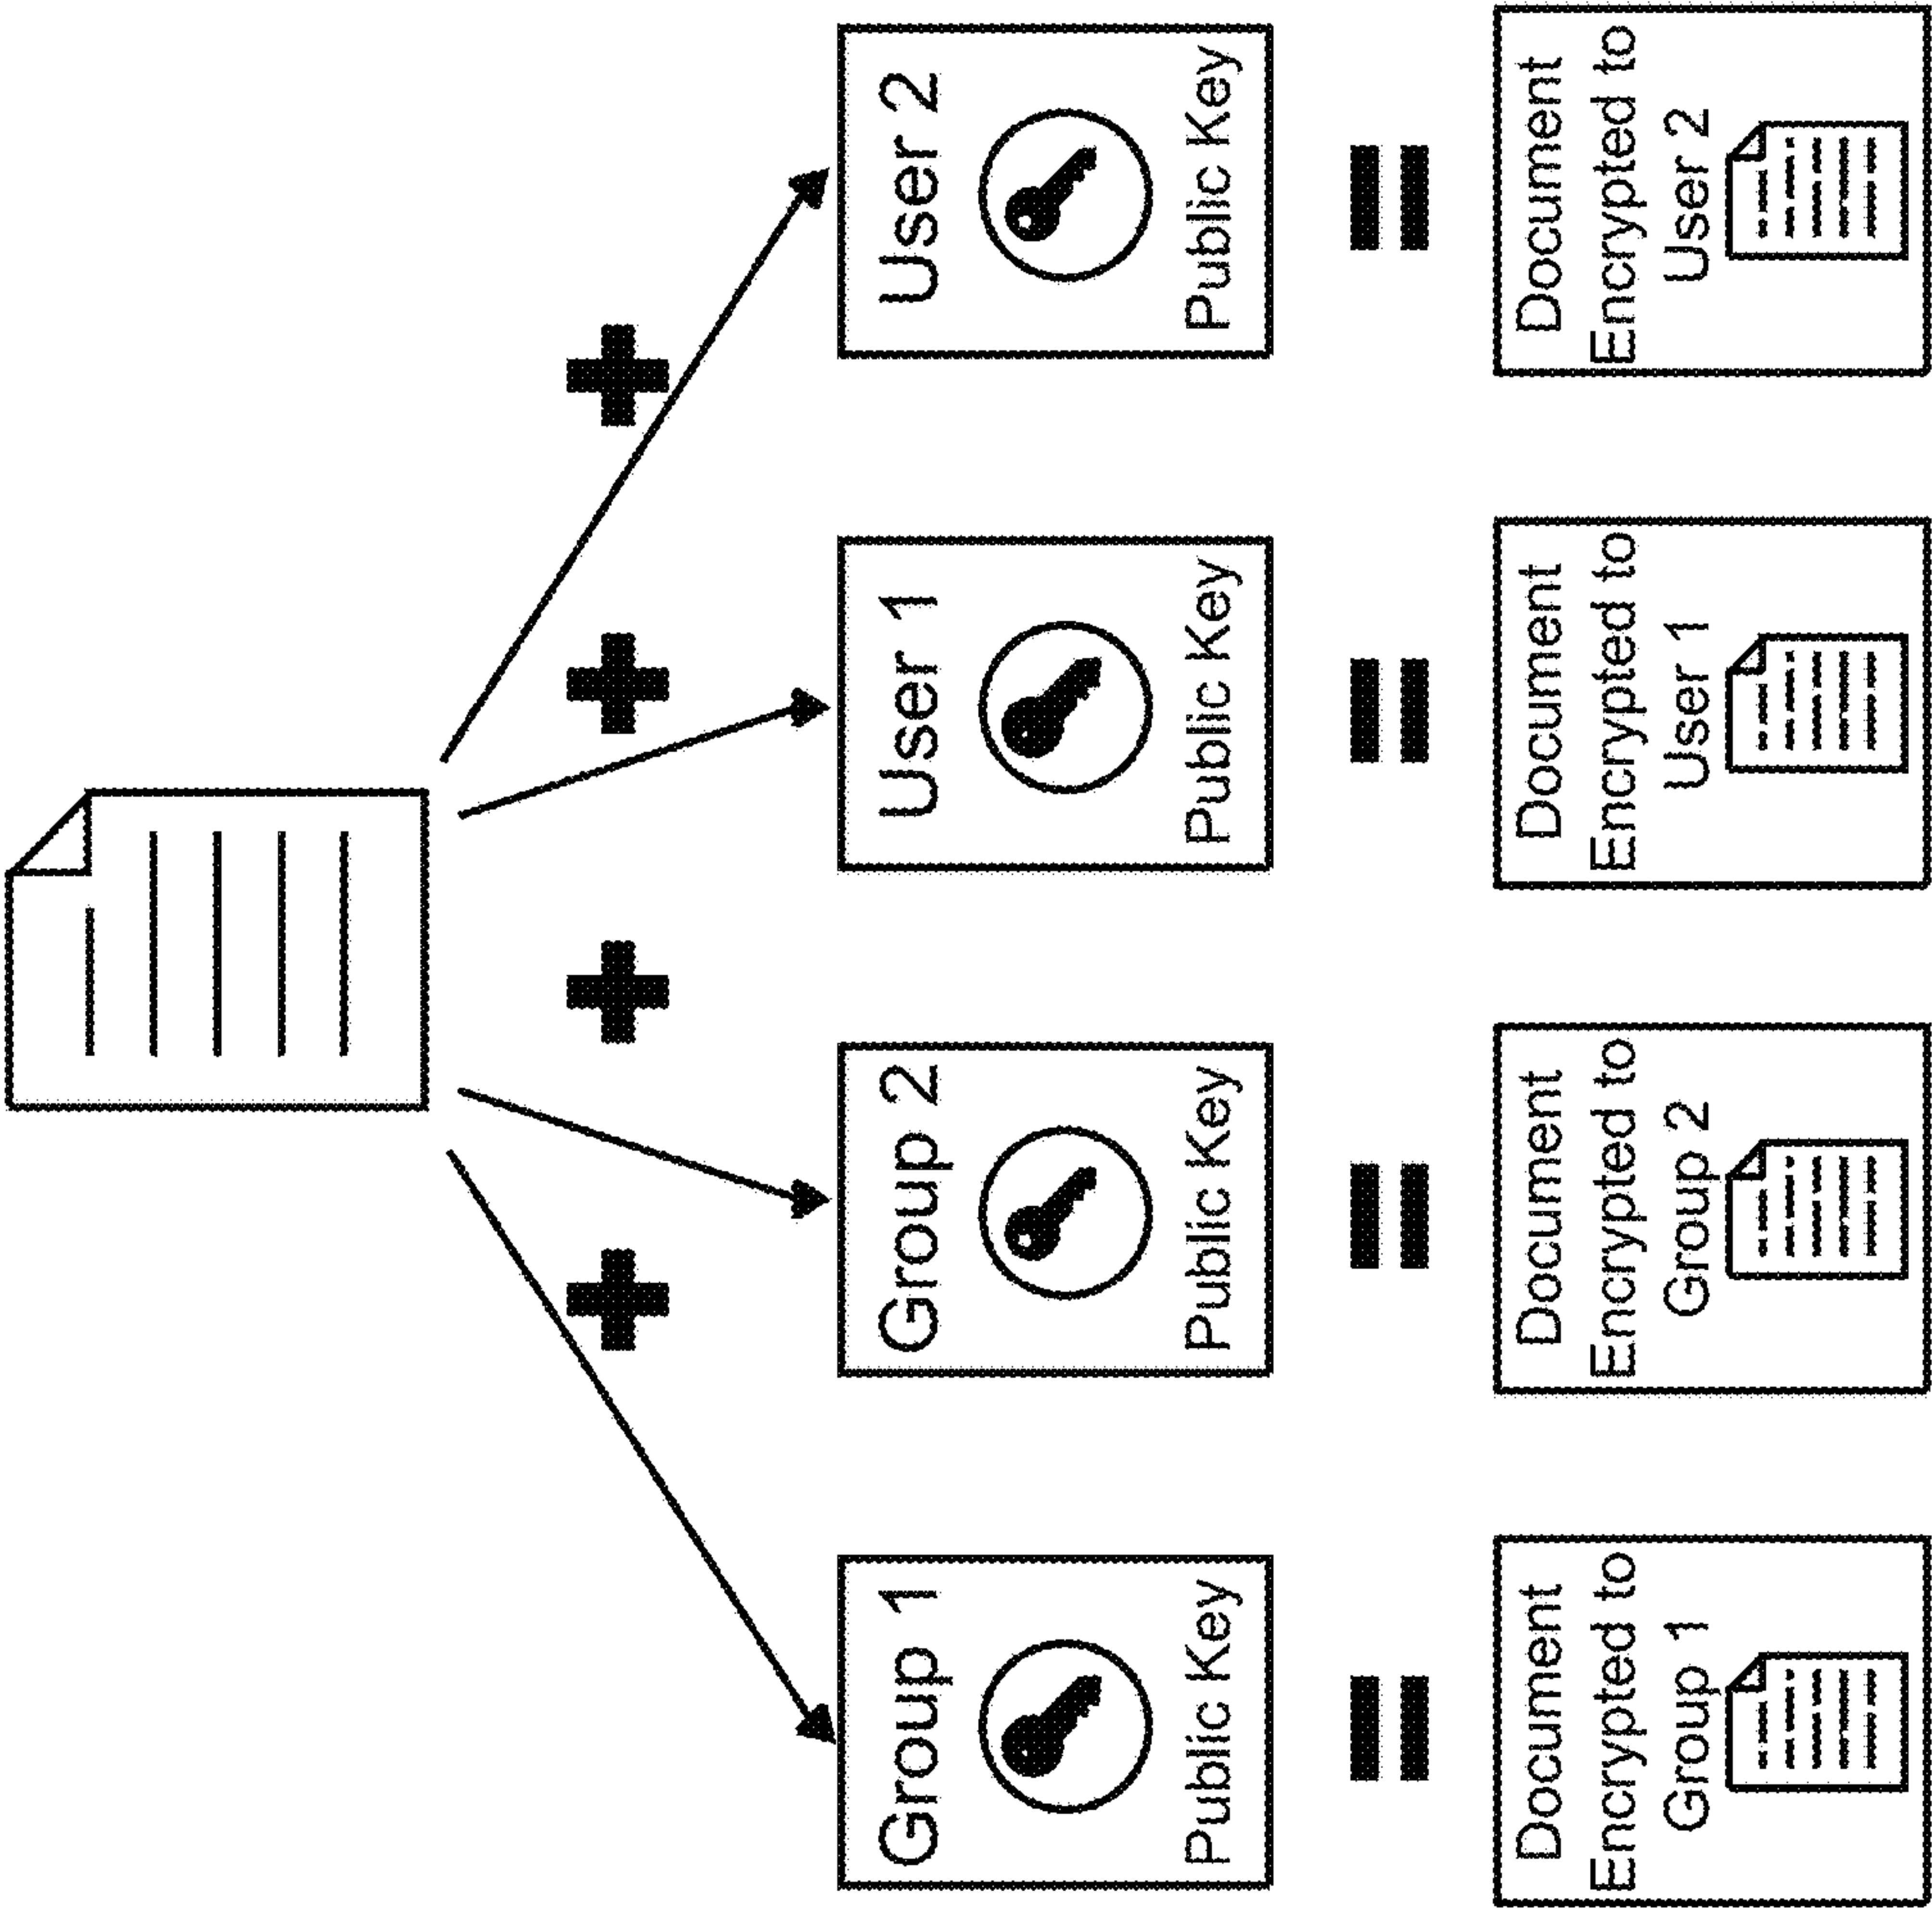 Group 1
Public Key
Group 2
Public Key
User 1
Public Key
User 2
Public Key
Document
Encrypted to
Group 1
Document
Encrypted to
Group 2
Document
Encrypted to
User 1
Document
Encrypted to
User 2